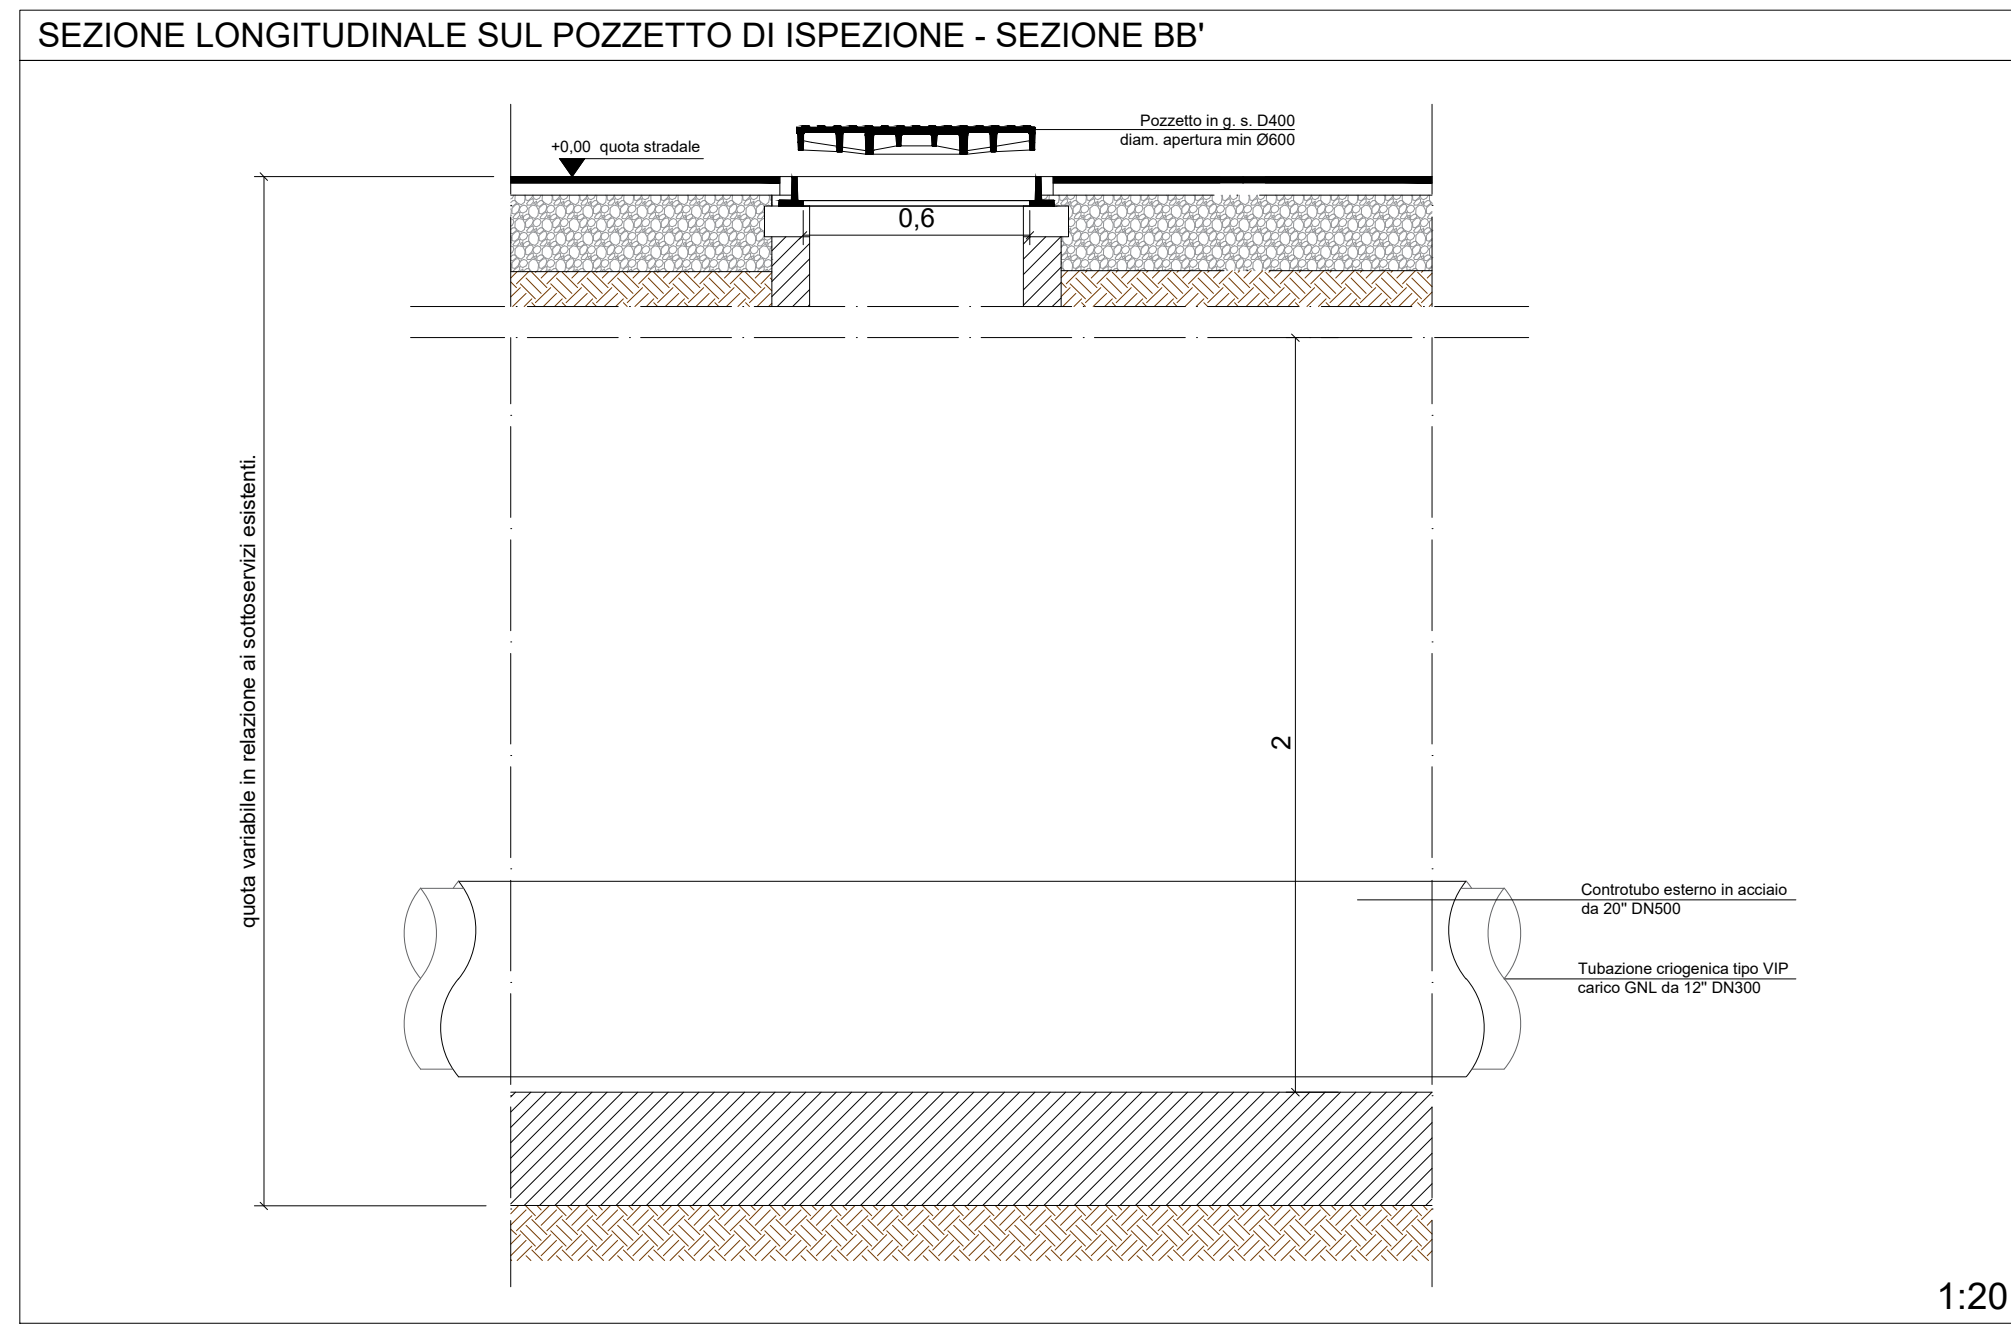 SEZIONE LONGITUDINALE SUL POZZETTO DI ISPEZIONE - SEZIONE BB'
Pozzetto in g. s. D400
diam. apertura min Ø600
+0,00 quota stradale
0,6
quota variabile in relazione ai sottoservizi esistenti.
2
Controtubo esterno in acciaio
da 20" DN500
Tubazione criogenica tipo VIP
carico GNL da 12" DN300
1:20